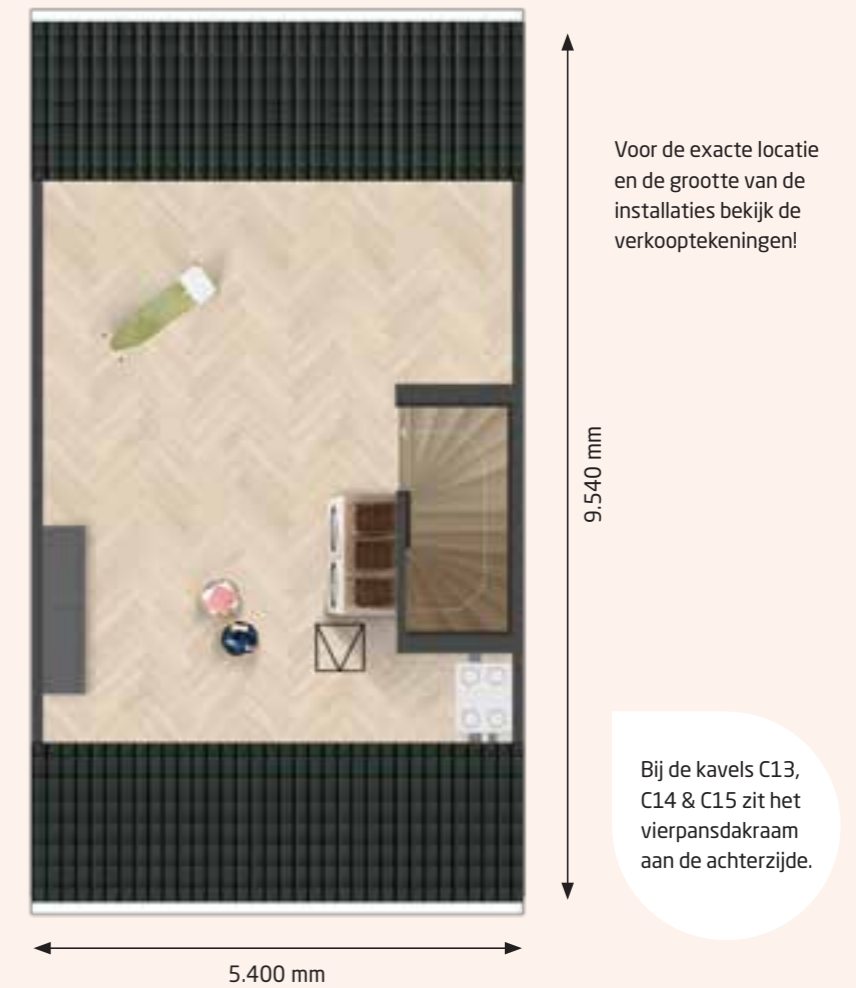 Voor de exacte locatie
en de grootte van de
installaties bekijk de
verkooptekeningen!
9.540 mm
Bij de kavels C13,
C14 & C15 zit het
vierpansdakraam
aan de achterzijde.
5.400 mm